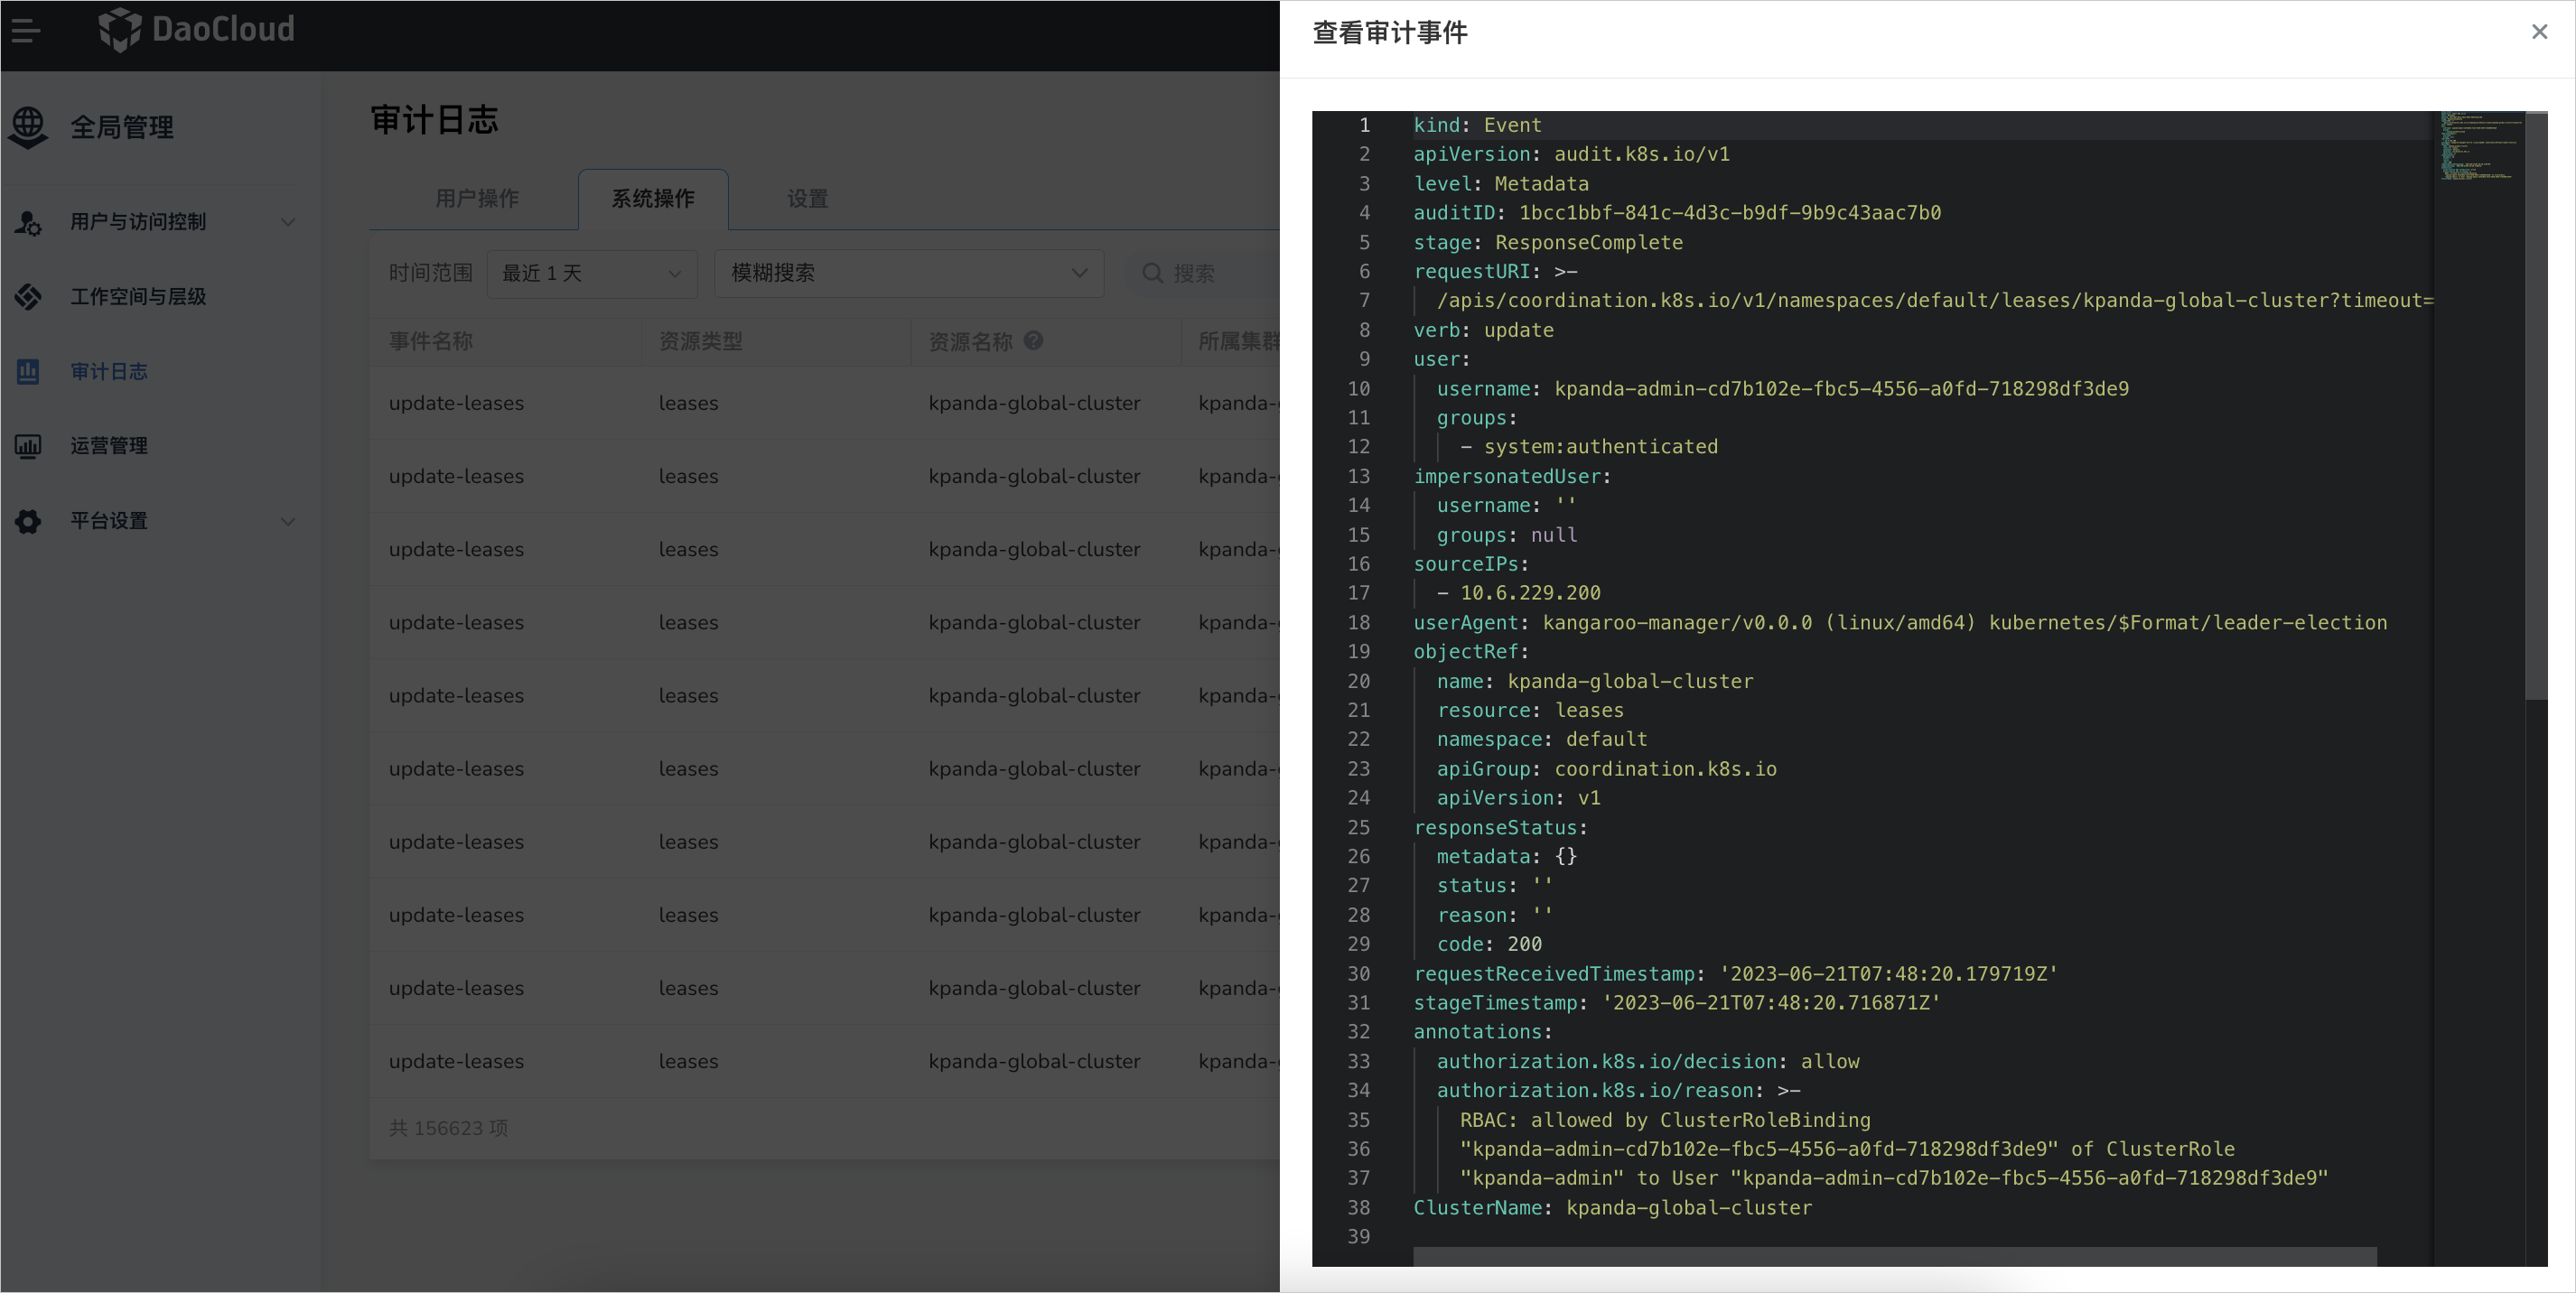 DaoCloud
全局管理
用户与访问控制
工作空间与层级
审计日志
运营管理
平台设置
审计日志
用户操作 系统操作 设置
时间范围 最近 1 天 模糊搜索 搜索
事件名称 资源类型 资源名称 ? 所属集群
update-leases leases kpanda-global-cluster kpanda-
update-leases leases kpanda-global-cluster kpanda-
update-leases leases kpanda-global-cluster kpanda-
update-leases leases kpanda-global-cluster kpanda-
update-leases leases kpanda-global-cluster kpanda-
update-leases leases kpanda-global-cluster kpanda-
update-leases leases kpanda-global-cluster kpanda-
update-leases leases kpanda-global-cluster kpanda-
update-leases leases kpanda-global-cluster kpanda-
update-leases leases kpanda-global-cluster kpanda-
共 156623 项
查看审计事件
1 kind: Event
2 apiVersion: audit.k8s.io/v1
3 level: Metadata
4 auditID: 1bcc1bbf-841c-4d3c-b9df-9b9c43aac7b0
5 stage: ResponseComplete
6 requestURI: >-
7 /apis/coordination.k8s.io/v1/namespaces/default/leases/kpanda-global-cluster?timeout=
8 verb: update
9 user:
10 username: kpanda-admin-cd7b102e-fbc5-4556-a0fd-718298df3de9
11 groups:
12 - system:authenticated
13 impersonatedUser:
14 username: ''
15 groups: null
16 sourceIPs:
17 - 10.6.229.200
18 userAgent: kangaroo-manager/v0.0.0 (linux/amd64) kubernetes/$Format/leader-election
19 objectRef:
20 name: kpanda-global-cluster
21 resource: leases
22 namespace: default
23 apiGroup: coordination.k8s.io
24 apiVersion: v1
25 responseStatus:
26 metadata: {}
27 status: ''
28 reason: ''
29 code: 200
30 requestReceivedTimestamp: '2023-06-21T07:48:20.179719Z'
31 stageTimestamp: '2023-06-21T07:48:20.716871Z'
32 annotations:
33 authorization.k8s.io/decision: allow
34 authorization.k8s.io/reason: >-
35 RBAC: allowed by ClusterRoleBinding
36 "kpanda-admin-cd7b102e-fbc5-4556-a0fd-718298df3de9" of ClusterRole
37 "kpanda-admin" to User "kpanda-admin-cd7b102e-fbc5-4556-a0fd-718298df3de9"
38 ClusterName: kpanda-global-cluster
39